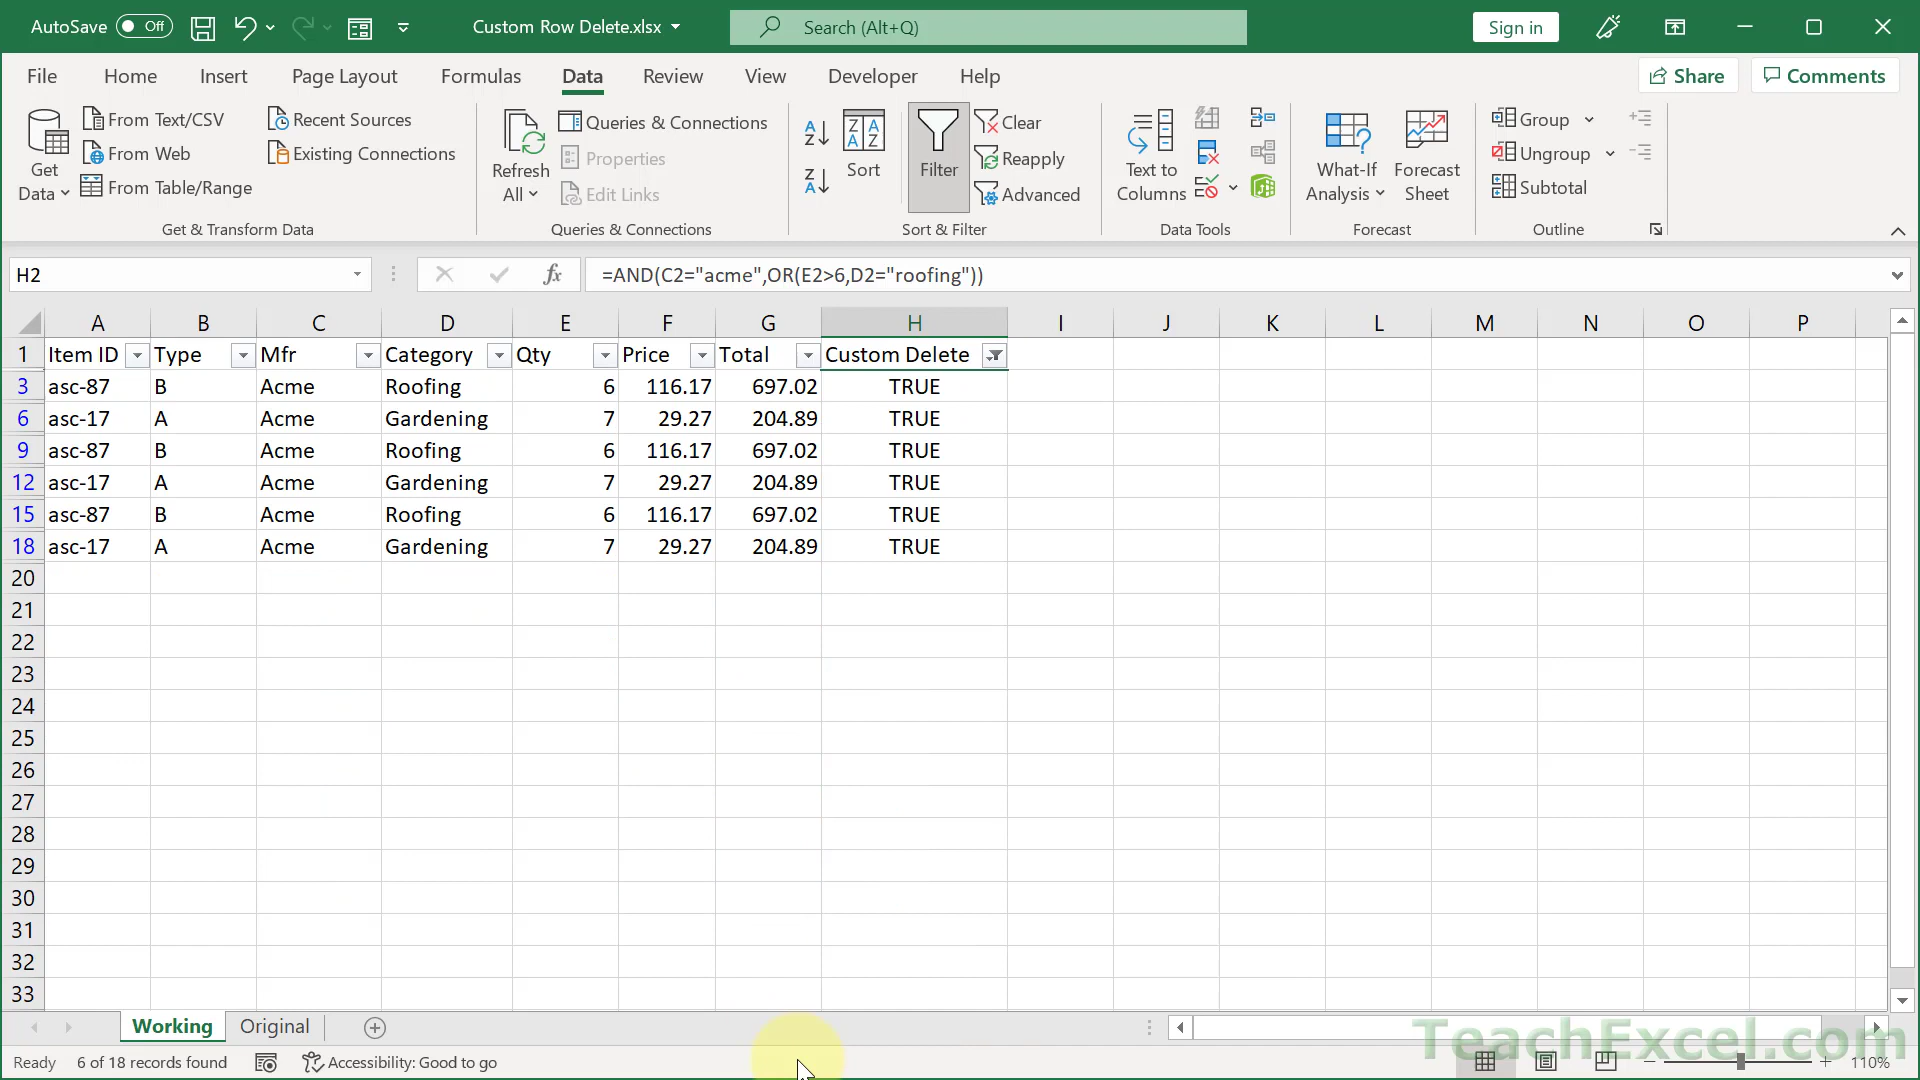 AutoSave Off Custom Row Delete.xlsx Search (Alt+Q) Sign in
File Home Insert Page Layout Formulas Data Review View Developer Help Share Comments
Get Data
From Text/CSV
From Web
From Table/Range
Recent Sources
Existing Connections
Get & Transform Data
Refresh All
Queries & Connections
Properties
Edit Links
Queries & Connections
Sort
Filter
Clear
Reapply
Advanced
Sort & Filter
Text to Columns
Data Tools
What-If Analysis
Forecast Sheet
Forecast
Group
Ungroup
Subtotal
Outline
H2 fx =AND(C2="acme",OR(E2>6,D2="roofing"))
A B C D E F G H I J K L M N O P
1 Item ID Type Mfr Category Qty Price Total Custom Delete
3 asc-87 B Acme Roofing 6 116.17 697.02 TRUE
6 asc-17 A Acme Gardening 7 29.27 204.89 TRUE
9 asc-87 B Acme Roofing 6 116.17 697.02 TRUE
12 asc-17 A Acme Gardening 7 29.27 204.89 TRUE
15 asc-87 B Acme Roofing 6 116.17 697.02 TRUE
18 asc-17 A Acme Gardening 7 29.27 204.89 TRUE
20
21
22
23
24
25
26
27
28
29
30
31
32
33
Working Original
TeachExcel.com
Ready 6 of 18 records found Accessibility: Good to go 110%